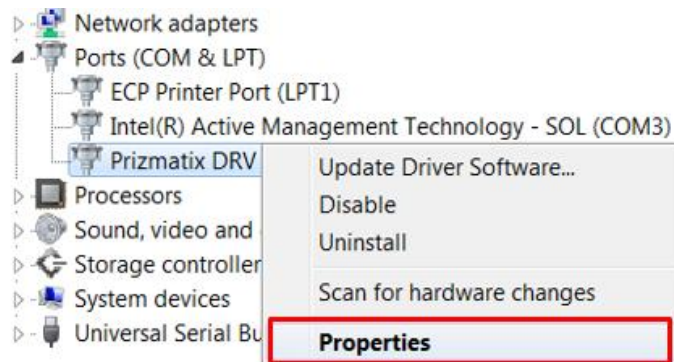 Network adapters
Ports (COM & LPT)
ECP Printer Port (LPT1)
Intel(R) Active Management Technology - SOL (COM3)
Prizmatix DRV
Update Driver Software...
Processors
Disable
Sound, video and
Uninstall
Storage controller
System devices
Scan for hardware changes
Universal Serial Bu
Properties